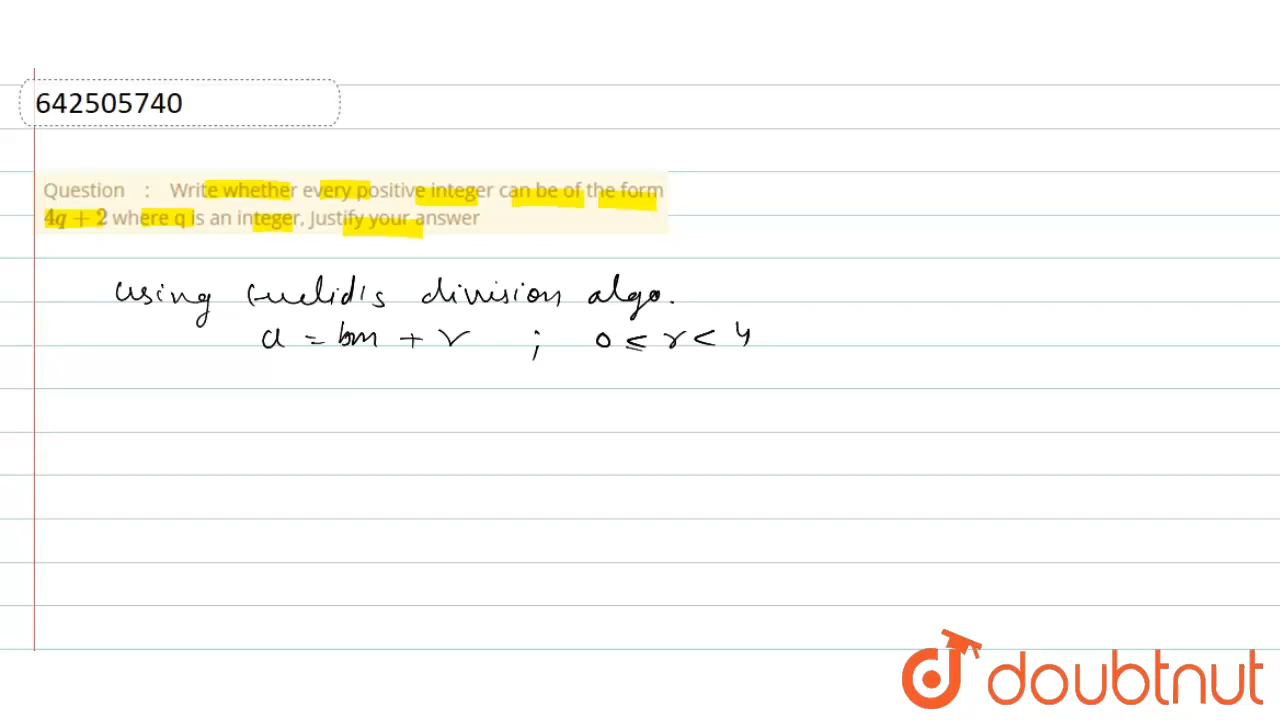 642505740
Question : Write whether every positive integer can be of the form
4q + 2 where q is an integer, Justify your answer
using Euclid's division algo.
a = bm + r ; 0 ≤ r < 4
doubtnut